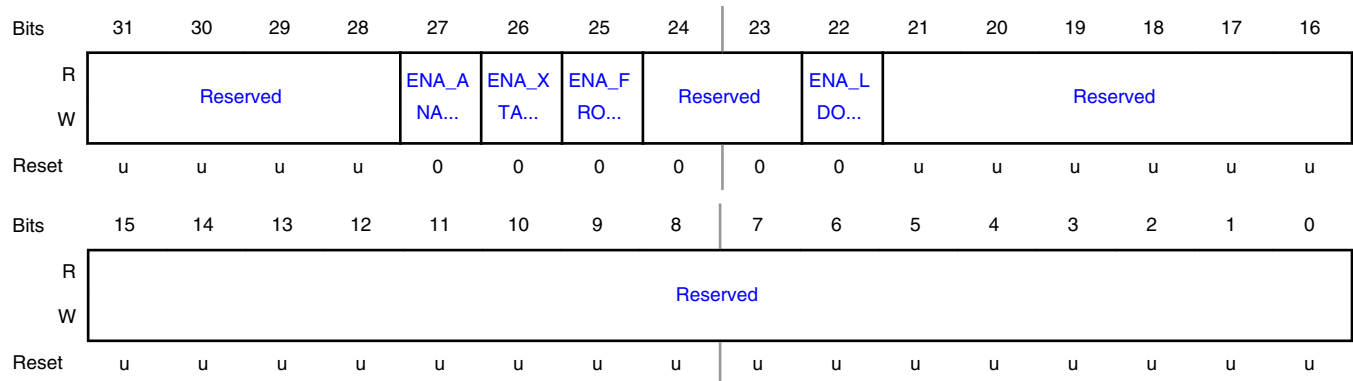 Bits 31 30 29 28 27 26 25 24 23 22 21 20 19 18 17 16
R
W
Reserved
ENA_A
NA...
ENA_X
TA...
ENA_F
RO...
Reserved
ENA_L
DO...
Reserved
Reset u u u u 0 0 0 0 0 0 u u u u u u
Bits 15 14 13 12 11 10 9 8 7 6 5 4 3 2 1 0
R
W
Reserved
Reset u u u u u u u u u u u u u u u u